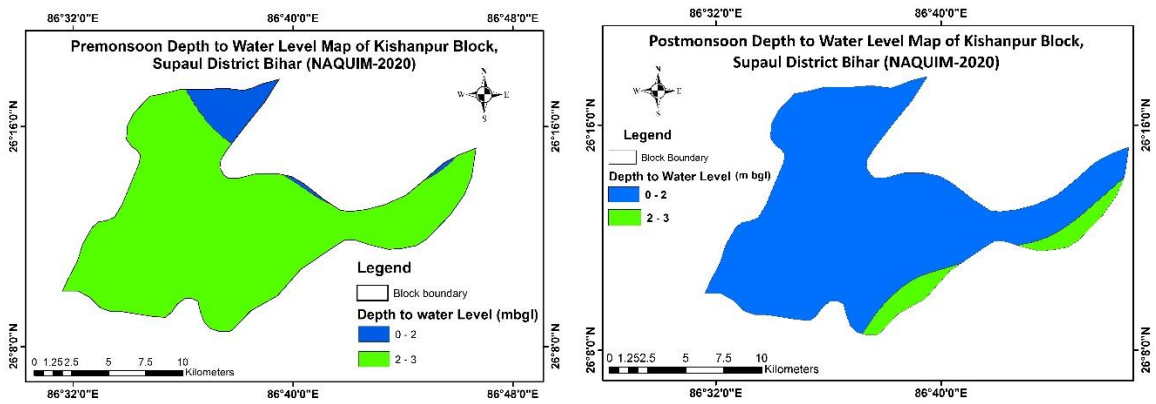 86°32'0"E 86°40'0"E 86°48'0"E
Premonsoon Depth to Water Level Map of Kishanpur Block,
Supaul District Bihar (NAQUIM-2020)
N
W E
S
26°16'0"N 26°16'0"N
Legend
Block boundary
Depth to water Level (mbgl)
0 - 2
2 - 3
26°8'0"N 26°8'0"N
0 1.25 2.5 5 7.5 10
Kilometers
86°32'0"E 86°40'0"E 86°48'0"E
86°32'0"E 86°40'0"E
Postmonsoon Depth to Water Level Map of Kishanpur Block,
Supaul District Bihar (NAQUIM-2020)
N
W E
S
26°16'0"N 26°16'0"N
Legend
Block Boundary
Depth to Water Level (m bgl)
0 - 2
2 - 3
26°8'0"N 26°8'0"N
0 1.25 2.5 5 7.5 10
Kilometers
86°32'0"E 86°40'0"E